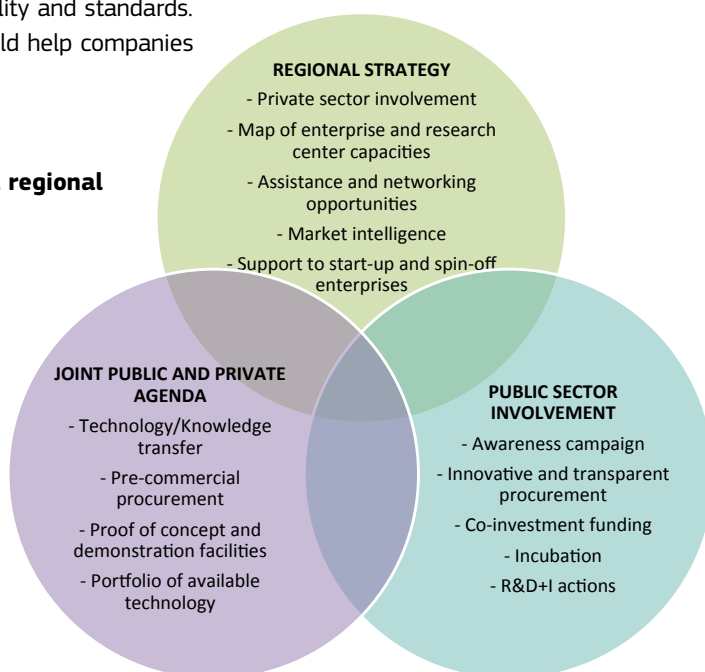 lity and standards.
ld help companies
regional
REGIONAL STRATEGY
- Private sector involvement
- Map of enterprise and research
center capacities
- Assistance and networking
opportunities
- Market intelligence
- Support to start-up and spin-off
enterprises
JOINT PUBLIC AND PRIVATE
AGENDA
- Technology/Knowledge
transfer
- Pre-commercial
procurement
- Proof of concept and
demonstration facilities
- Portfolio of available
technology
PUBLIC SECTOR
INVOLVEMENT
- Awareness campaign
- Innovative and transparent
procurement
- Co-investment funding
- Incubation
- R&D+I actions